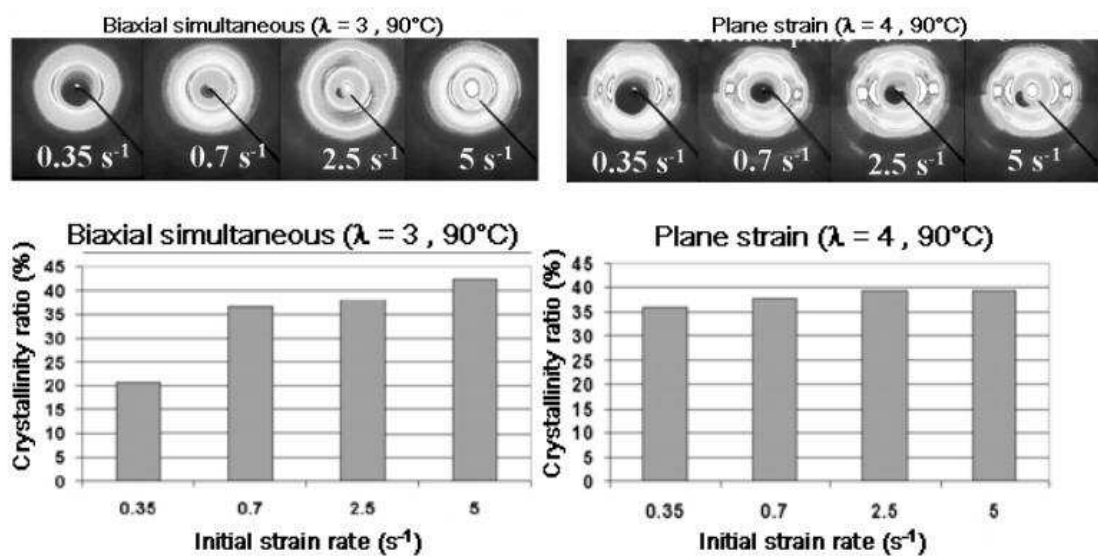 Biaxial simultaneous (λ = 3 , 90°C)
0.35 s⁻¹ 0.7 s⁻¹ 2.5 s⁻¹ 5 s⁻¹
Plane strain (λ = 4 , 90°C)
0.35 s⁻¹ 0.7 s⁻¹ 2.5 s⁻¹ 5 s⁻¹
Biaxial simultaneous (λ = 3 , 90°C)
Crystallinity ratio (%)
45
40
35
30
25
20
15
10
5
0
0.35 0.7 2.5 5
Initial strain rate (s⁻¹)
Plane strain (λ = 4 , 90°C)
Crystallinity ratio (%)
45
40
35
30
25
20
15
10
5
0
0.35 0.7 2.5 5
Initial strain rate (s⁻¹)